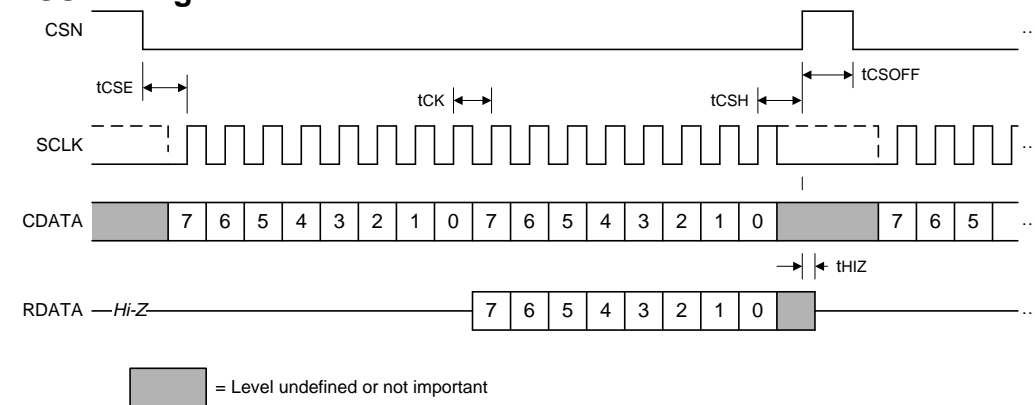 CSN
...
tCSE
tCSOFF
tCK
tCSH
SCLK
...
CDATA 7 6 5 4 3 2 1 0 7 6 5 4 3 2 1 0 7 6 5 ...
tHIZ
RDATA Hi-Z 7 6 5 4 3 2 1 0 ...
= Level undefined or not important